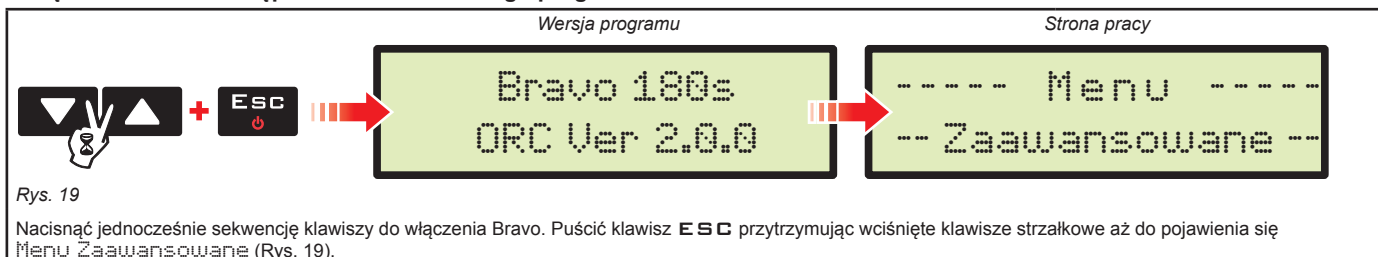 Wersja programu
Strona pracy
Esc
Bravo 180s
ORC Ver 2.0.0
----- Menu -----
-- Zaawansowane --
Rys. 19
Nacisnąć jednocześnie sekwencję klawiszy do włączenia Bravo. Puścić klawisz ESC przytrzymując wciśnięte klawisze strzałkowe aż do pojawienia się
Menu Zaawansowane (Rys. 19).